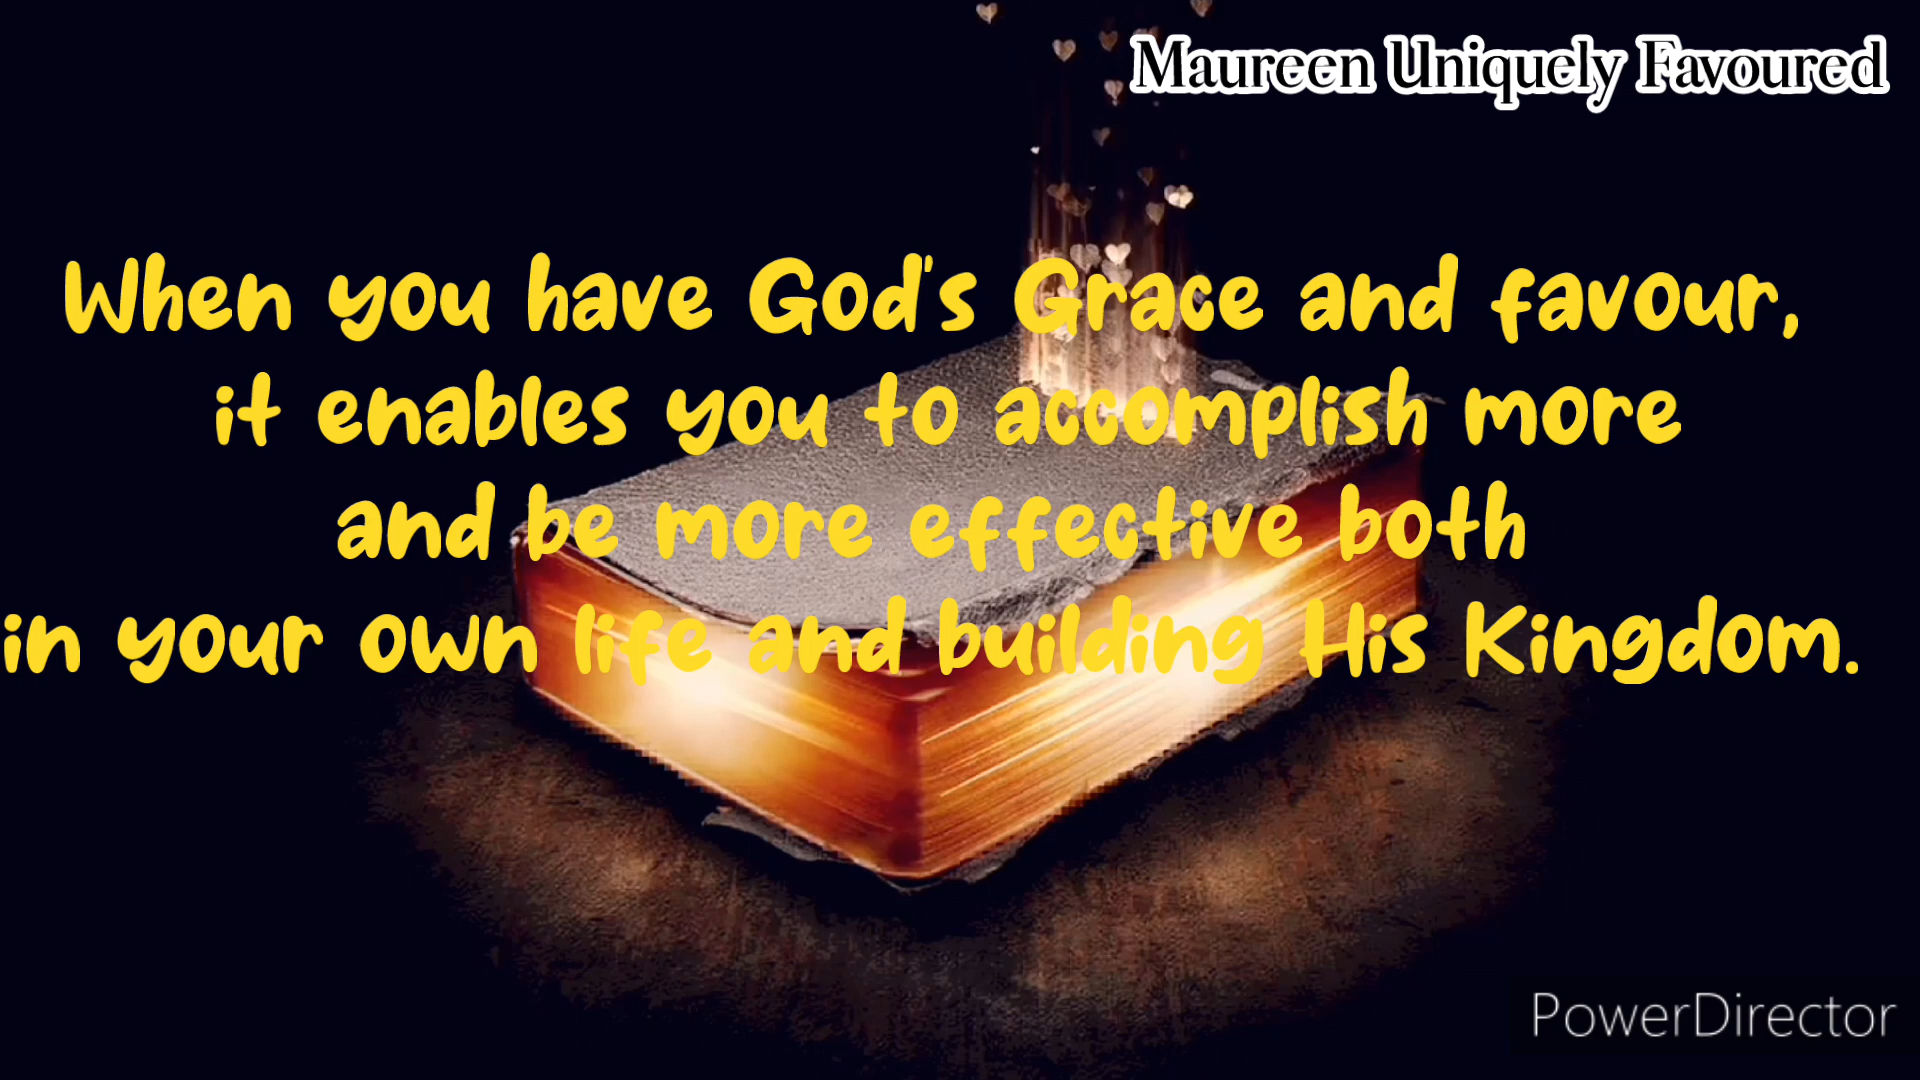 Maureen Uniquely Favoured
When you have God's Grace and favour,
it enables you to accomplish more
and be more effective both
in your own life and building His Kingdom.
PowerDirector